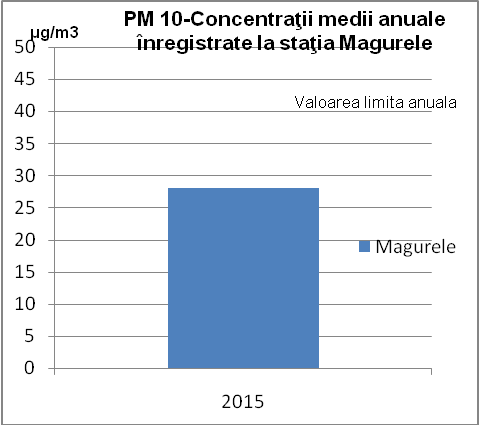 PM 10-Concentraţii medii anuale
înregistrate la staţia Magurele
µg/m3
50
45
Valoarea limita anuala
40
35
30
25
20
Magurele
15
10
5
0
2015